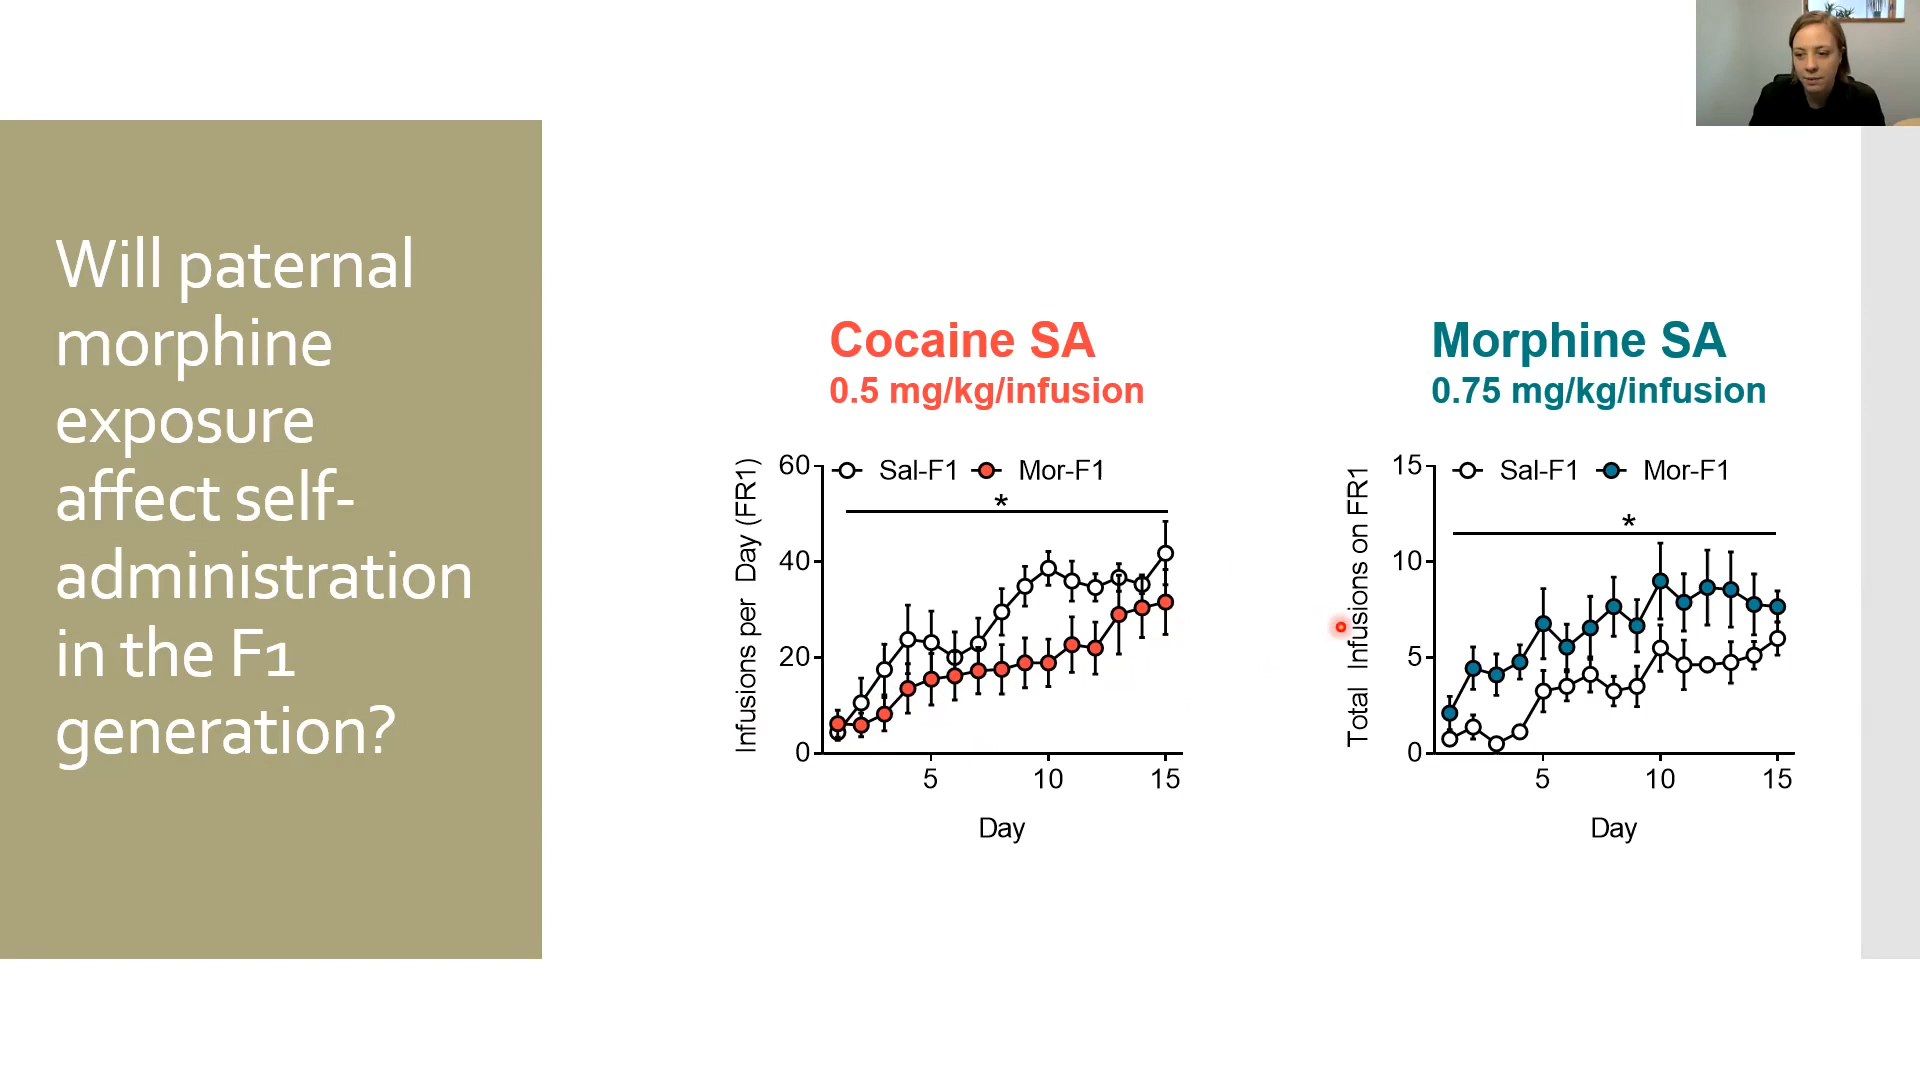 Will paternal
morphine
exposure
affect self-
administration
in the F1
generation?
Cocaine SA
0.5 mg/kg/infusion
Infusions per Day (FR1)
60
40
20
0
Sal-F1 Mor-F1
*
5 10 15
Day
Morphine SA
0.75 mg/kg/infusion
Total Infusions on FR1
15
10
5
0
Sal-F1 Mor-F1
*
5 10 15
Day